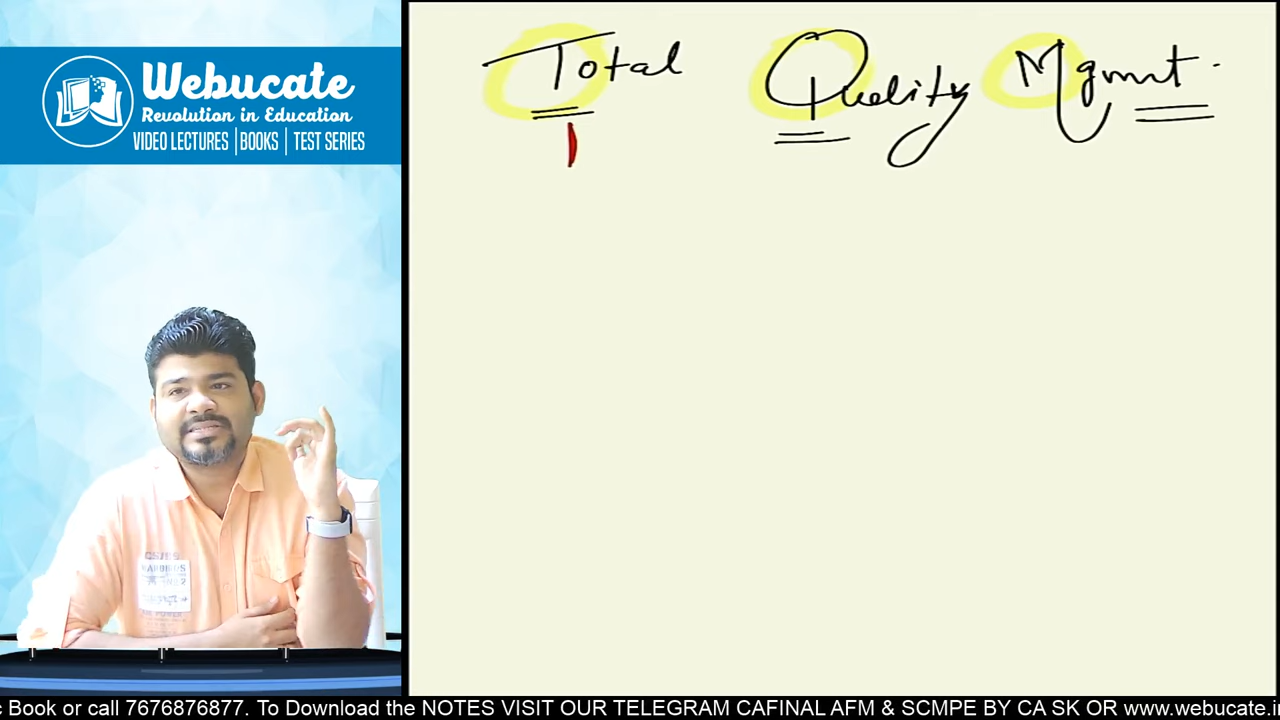 Webucate
Revolution in Education
VIDEO LECTURES | BOOKS | TEST SERIES
Total Quality Mgmnt.
c Book or call 7676876877. To Download the NOTES VISIT OUR TELEGRAM CAFINAL AFM & SCMPE BY CA SK OR www.webucate.i